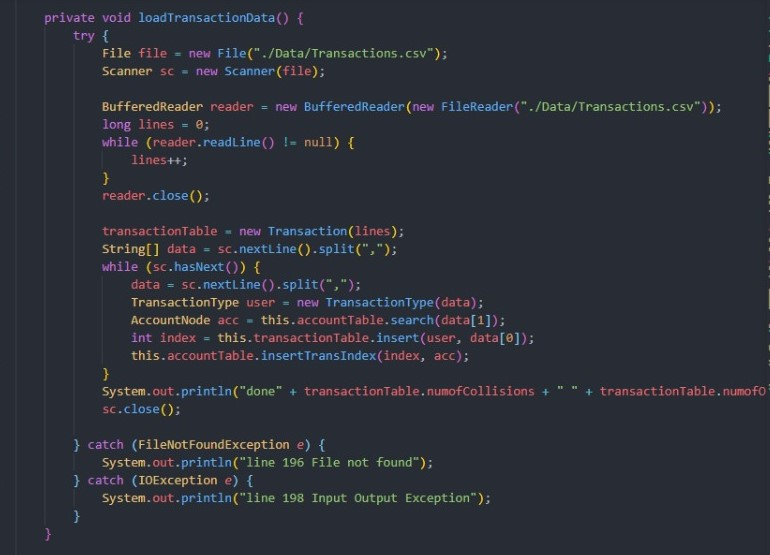 private void loadTransactionData() {
try {
File file = new File("./Data/Transactions.csv");
Scanner sc = new Scanner(file);
BufferedReader reader = new BufferedReader(new FileReader("./Data/Transactions.csv"));
long lines = 0;
while (reader.readLine() != null) {
lines++;
}
reader.close();
transactionTable = new Transaction(lines);
String[] data = sc.nextLine().split(",");
while (sc.hasNext()) {
data = sc.nextLine().split(",");
TransactionType user = new TransactionType(data);
AccountNode acc = this.accountTable.search(data[1]);
int index = this.transactionTable.insert(user, data[0]);
this.accountTable.insertTransIndex(index, acc);
}
System.out.println("done" + transactionTable.numofCollisions + " " + transactionTable.numofO
sc.close();
} catch (FileNotFoundException e) {
System.out.println("line 196 File not found");
} catch (IOException e) {
System.out.println("line 198 Input Output Exception");
}
}